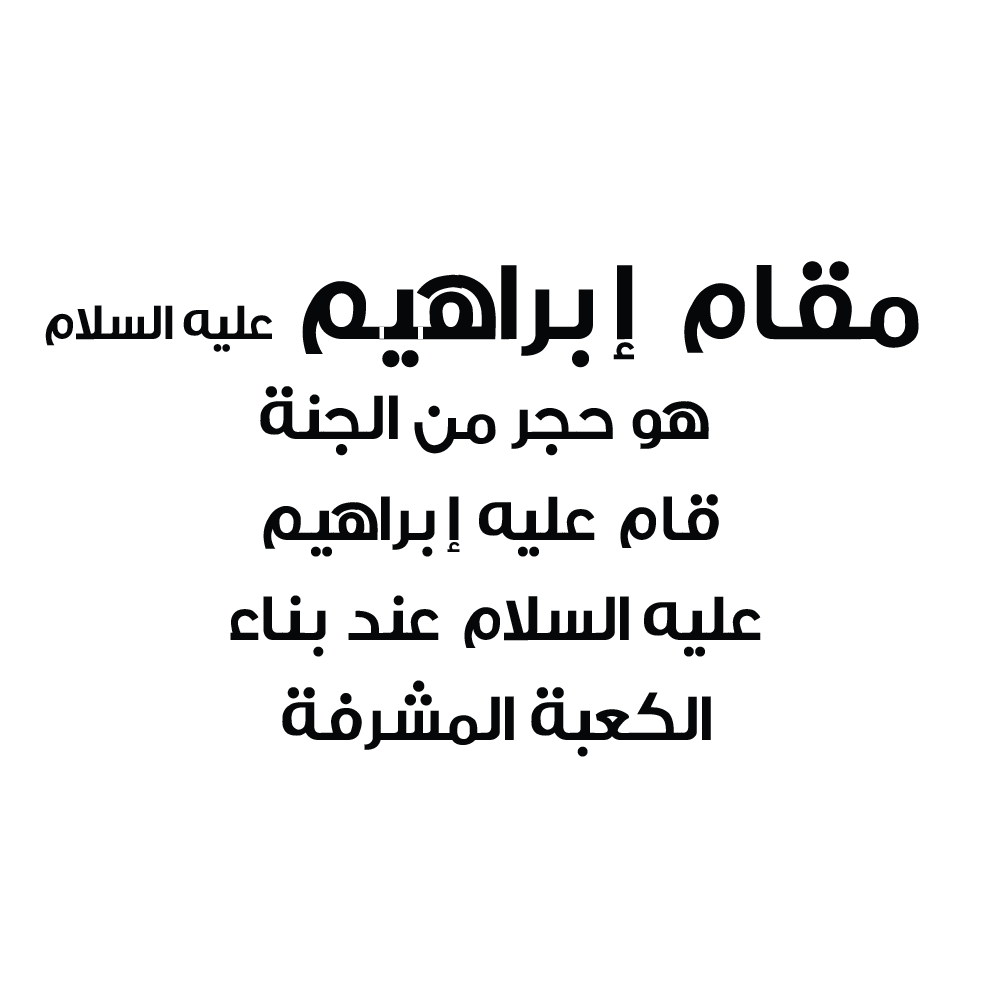 مقام إبراهيم عليه السلام
هو حجر من الجنة
قام عليه إبراهيم
عليه السلام عند بناء
الكعبة المشرفة